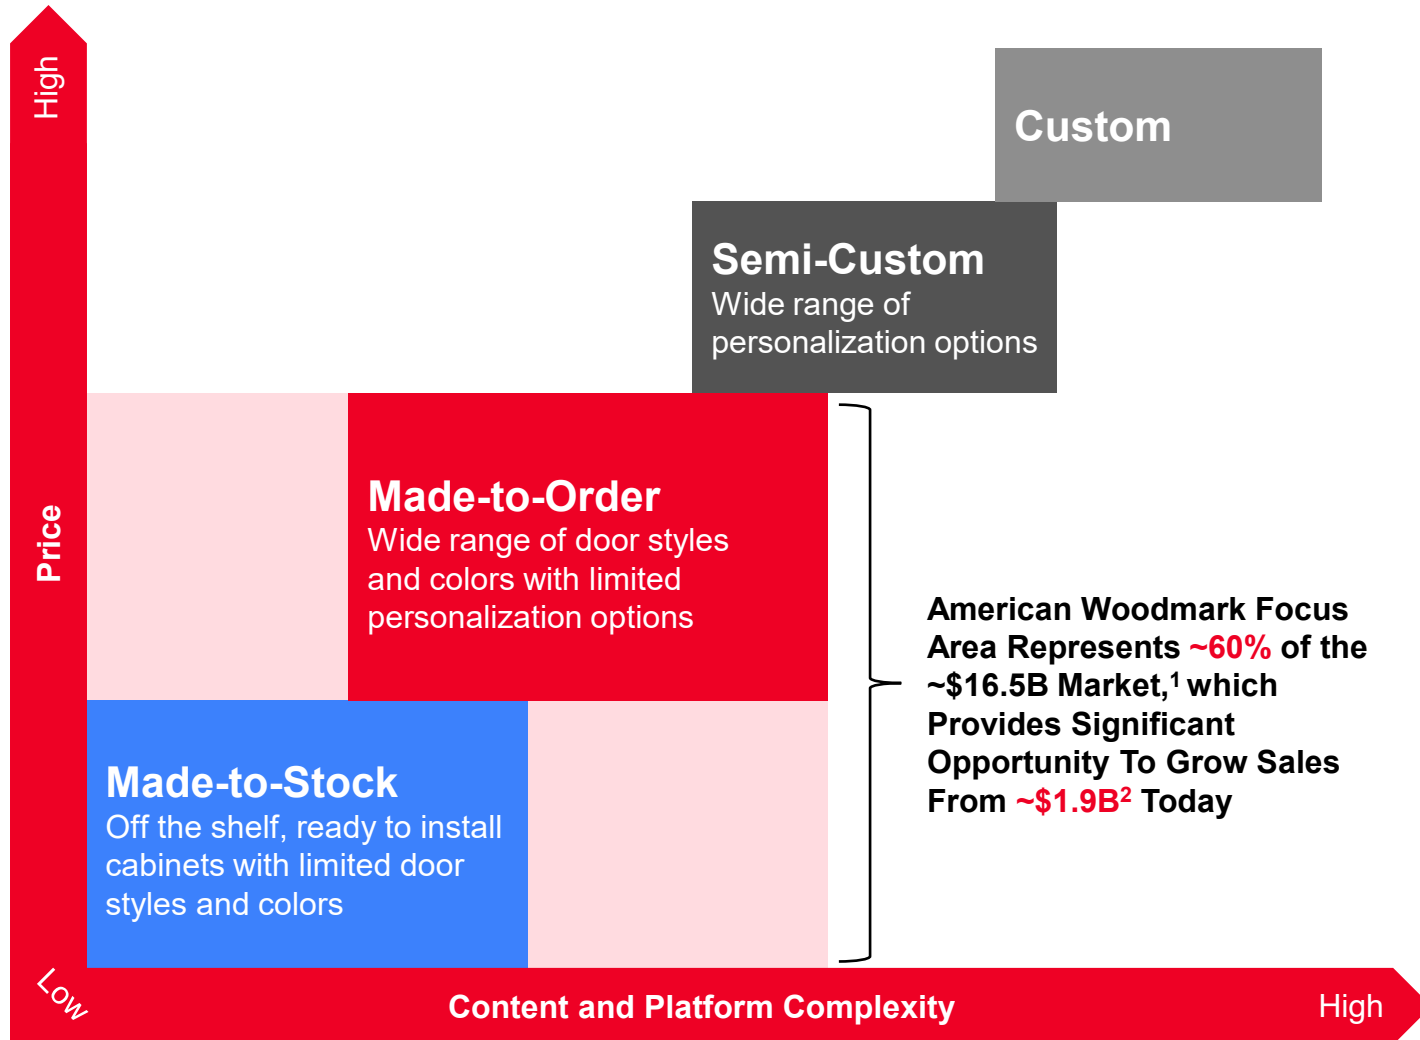 High
Custom
Semi-Custom
Wide range of
personalization options
Price
Made-to-Order
Wide range of door styles
and colors with limited
personalization options
American Woodmark Focus
Area Represents ~60% of the
~$16.5B Market,¹ which
Provides Significant
Opportunity To Grow Sales
From ~$1.9B² Today
Made-to-Stock
Off the shelf, ready to install
cabinets with limited door
styles and colors
Low
Content and Platform Complexity
High